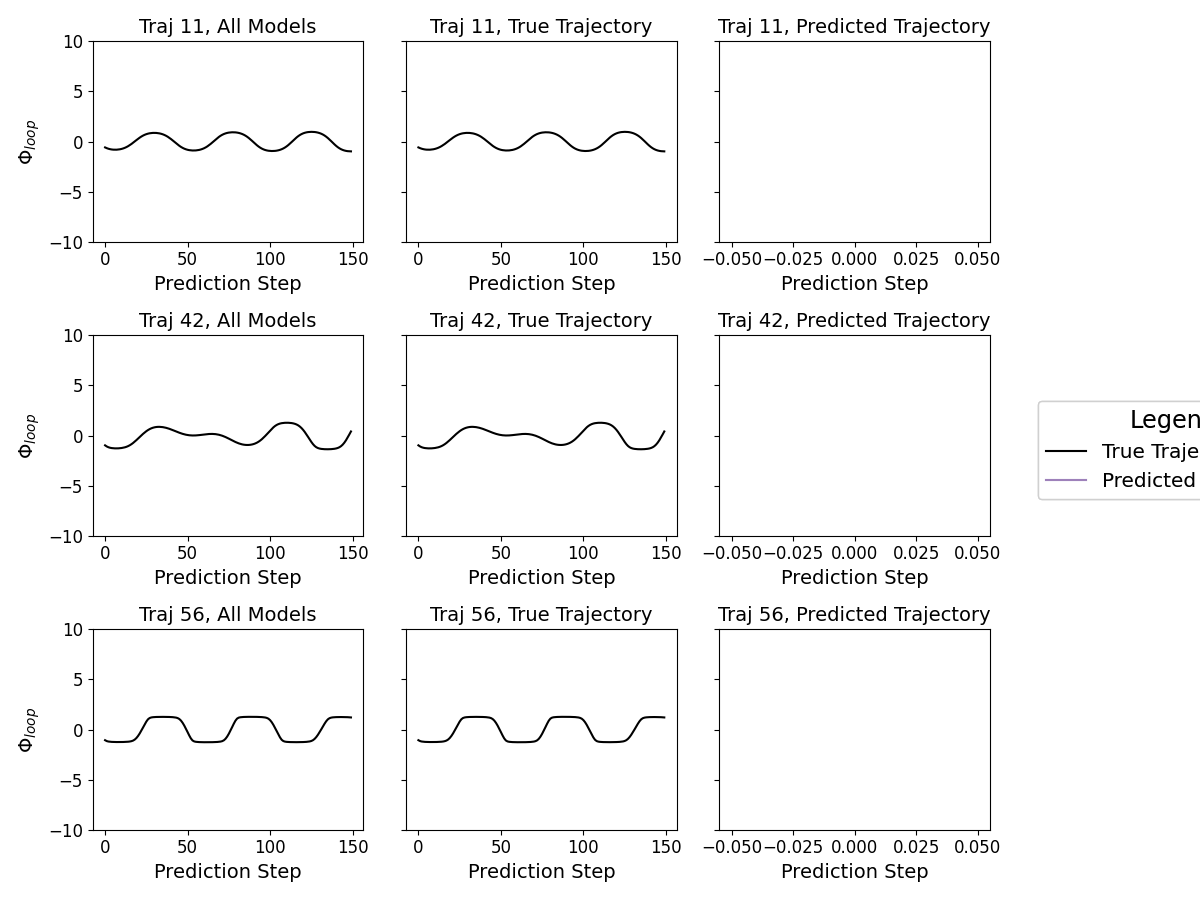 Traj 11, All Models
Traj 11, True Trajectory
Traj 11, Predicted Trajectory
10
5
0
−5
−10
Φloop
0 50 100 150
0 50 100 150
−0.050 −0.025 0.000 0.025 0.050
Prediction Step
Prediction Step
Prediction Step
Traj 42, All Models
Traj 42, True Trajectory
Traj 42, Predicted Trajectory
10
5
0
−5
−10
Φloop
0 50 100 150
0 50 100 150
−0.050 −0.025 0.000 0.025 0.050
Prediction Step
Prediction Step
Prediction Step
Legen
True Traje
Predicted
Traj 56, All Models
Traj 56, True Trajectory
Traj 56, Predicted Trajectory
10
5
0
−5
−10
Φloop
0 50 100 150
0 50 100 150
−0.050 −0.025 0.000 0.025 0.050
Prediction Step
Prediction Step
Prediction Step